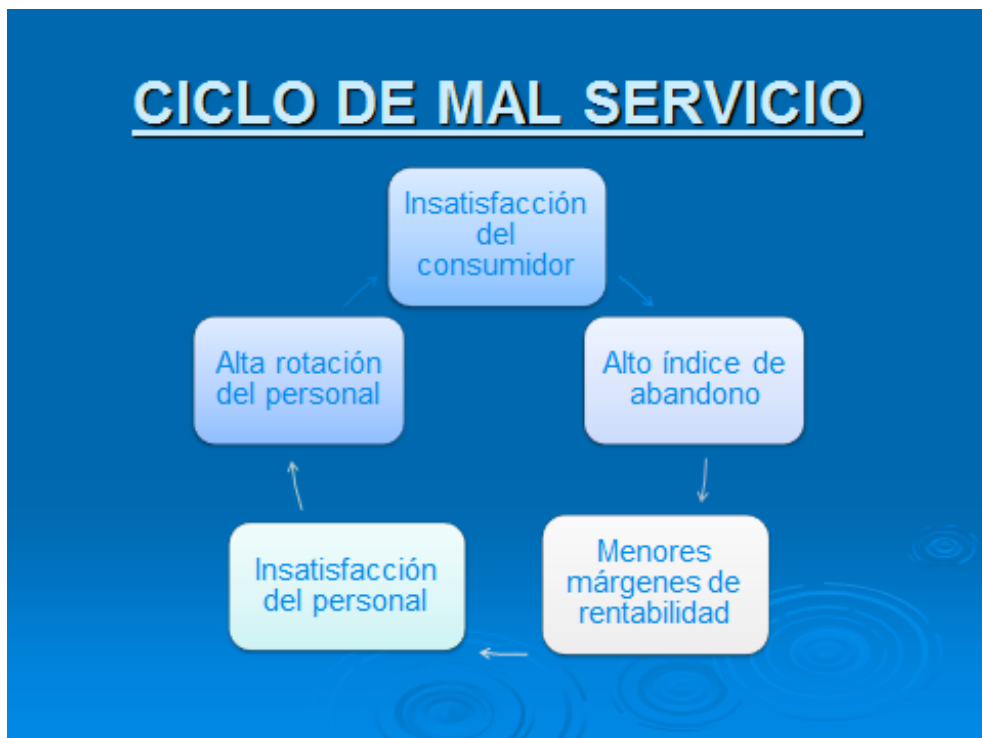 CICLO DE MAL SERVICIO
Insatisfacción
del
consumidor
Alto índice de
abandono
Menores
márgenes de
rentabilidad
Insatisfacción
del personal
Alta rotación
del personal